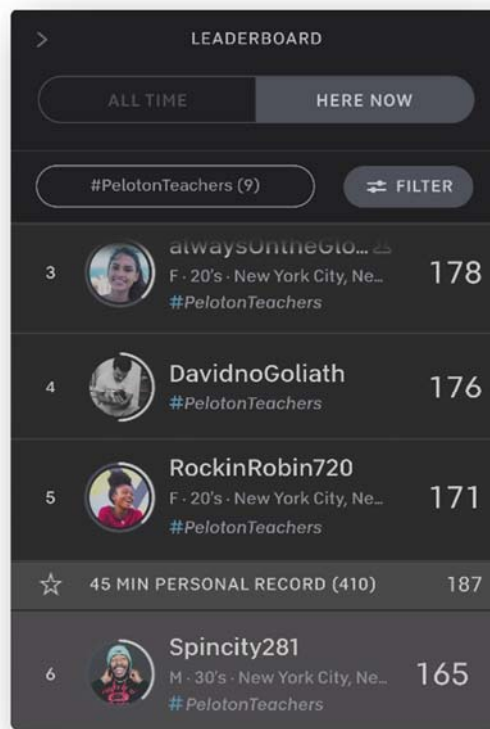 LEADERBOARD
ALL TIME
HERE NOW
#PelotonTeachers (9)
FILTER
3
alwaysOntheGlo...
F · 20's · New York City, Ne...
#PelotonTeachers
178
4
DavidnoGoliath
#PelotonTeachers
176
5
RockinRobin720
F · 20's · New York City, Ne...
#PelotonTeachers
171
45 MIN PERSONAL RECORD (410)
187
6
Spincity281
M · 30's · New York City, Ne...
#PelotonTeachers
165